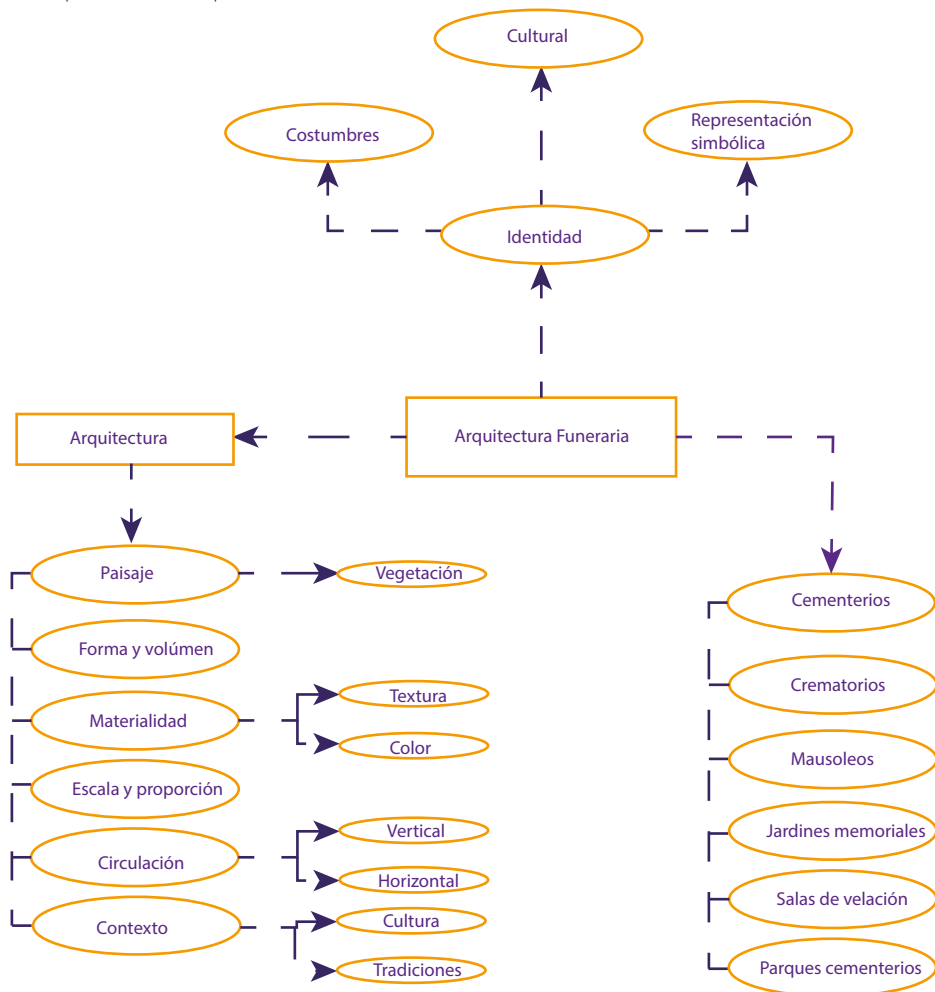 Cultural
Costumbres
Representación
simbólica
Identidad
Arquitectura
Arquitectura Funeraria
Paisaje
Vegetación
Forma y volúmen
Materialidad
Textura
Color
Escala y proporción
Circulación
Vertical
Horizontal
Contexto
Cultura
Tradiciones
Cementerios
Crematorios
Mausoleos
Jardines memoriales
Salas de velación
Parques cementerios